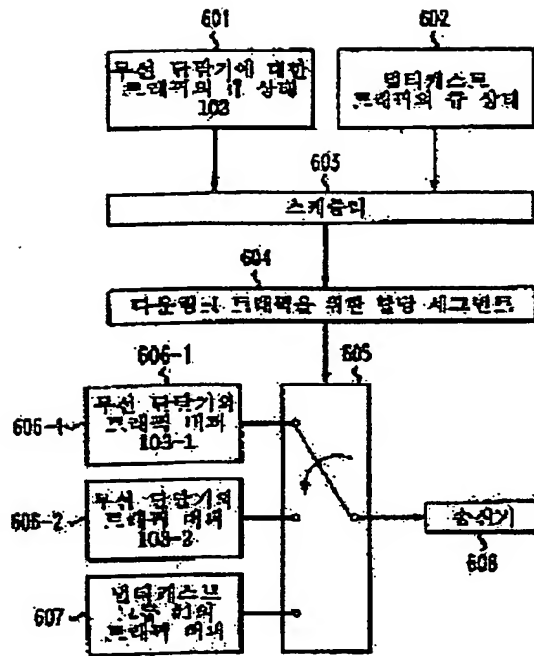 601
602
무선 단말기에 대한
트래픽의 큐 상태
103
멀티캐스트
트래픽의 큐 상태
603
스케줄러
604
다운링크 트래픽을 위한 할당 세그먼트
606-1
605
606-1
무선 단말기의
트래픽 버퍼
103-1
606-2
무선 단말기의
트래픽 버퍼
103-2
송신기
608
607
멀티캐스트
그룹
트래픽 버퍼